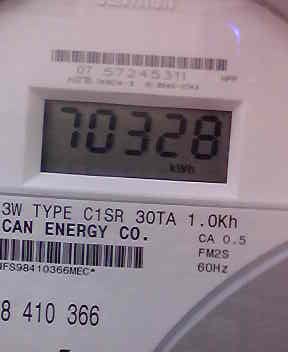 07 57245311
70328
kWh
3W TYPE C1SR 30TA 1.0Kh
CAN ENERGY CO.
CA 0.5
FM2S
60Hz
NFS98410366MEC*
8 410 366